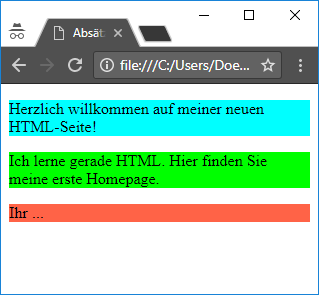 Absätz
file:///C:/Users/Doe...
Herzlich willkommen auf meiner neuen
HTML-Seite!
Ich lerne gerade HTML. Hier finden Sie
meine erste Homepage.
Ihr ...